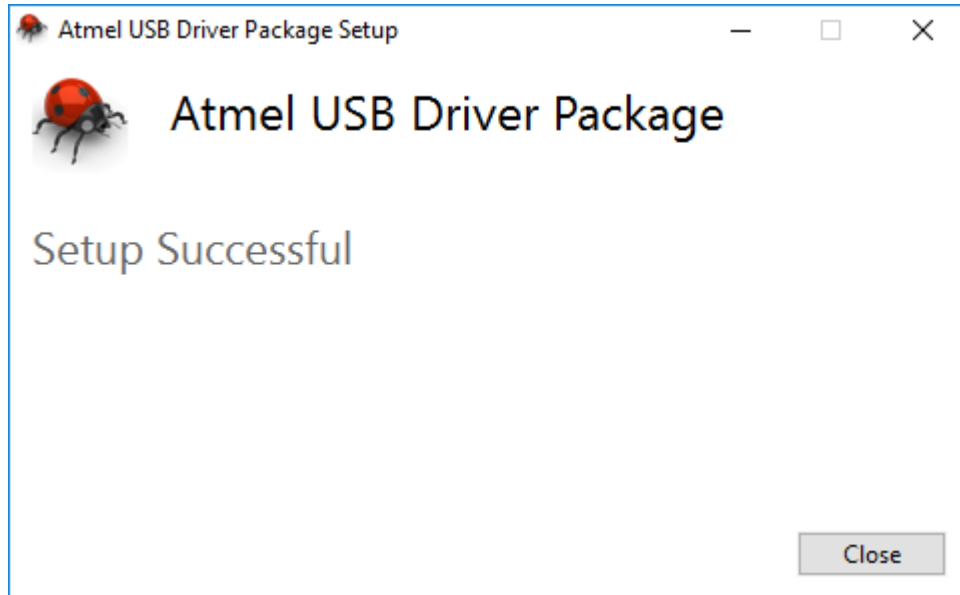 Atmel USB Driver Package Setup
Atmel USB Driver Package
Setup Successful
Close